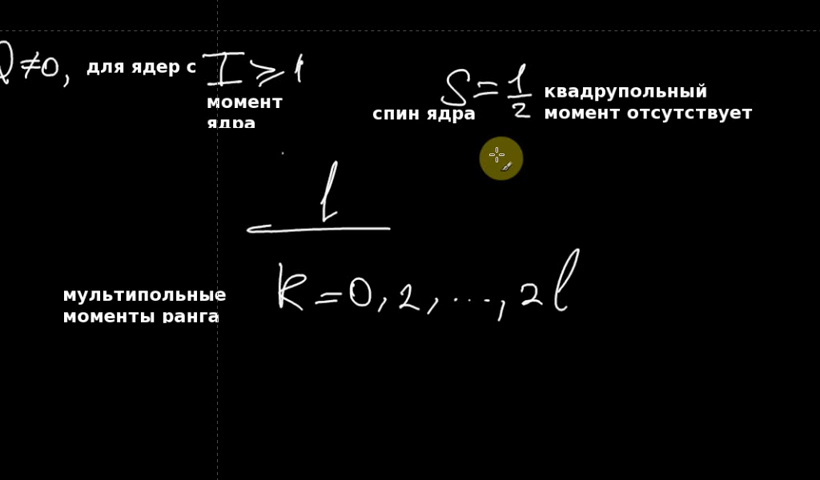 Q≠0, для ядер с I ⩾ 1
момент
ядра
спин ядра S = 1/2 квадрупольный
момент отсутствует
l
мультипольные
моменты ранга k = 0, 2, ..., 2l